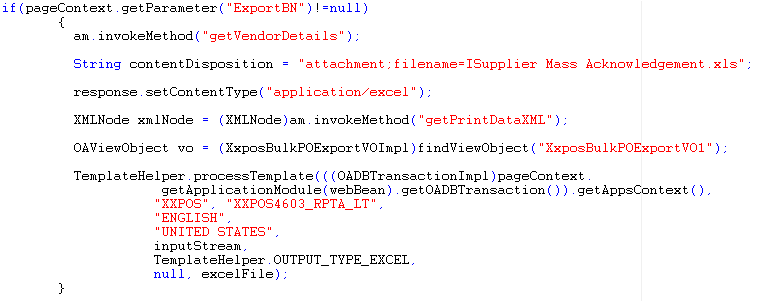 if(pageContext.getParameter("ExportBN")!=null)
{
am.invokeMethod("getVendorDetails");
String contentDisposition = "attachment;filename=ISupplier Mass Acknowledgement.xls";
response.setContentType("application/excel");
XMLNode xmlNode = (XMLNode)am.invokeMethod("getPrintDataXML");
OAViewObject vo = (XxposBulkPOExportVOImpl)findViewObject("XxposBulkPOExportVO1");
TemplateHelper.processTemplate(((OADBTransactionImpl)pageContext.
getApplicationModule(webBean).getOADBTransaction()).getAppsContext(),
"XXPOS", "XXPOS4603_RPTA_LT",
"ENGLISH",
"UNITED STATES",
inputStream,
TemplateHelper.OUTPUT_TYPE_EXCEL,
null, excelFile);
}